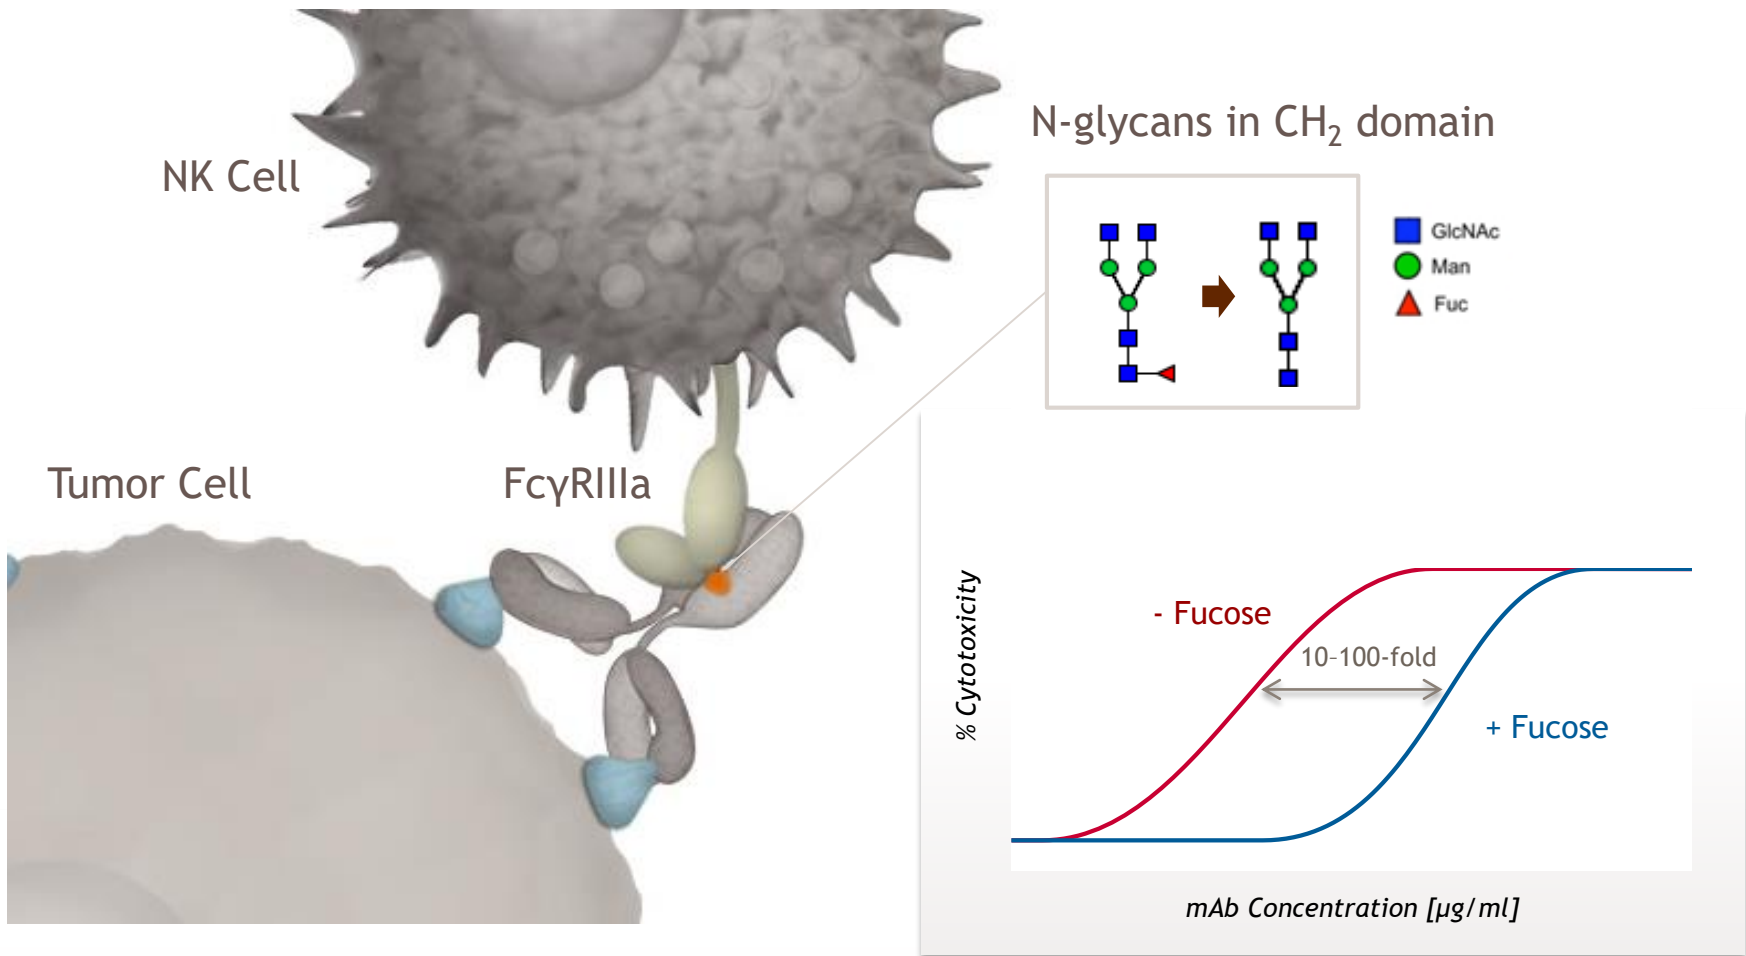 NK Cell
N-glycans in CH2 domain
GlcNAc
Man
Fuc
Tumor Cell
FcγRIIIa
% Cytotoxicity
- Fucose
10-100-fold
+ Fucose
mAb Concentration [µg/ml]